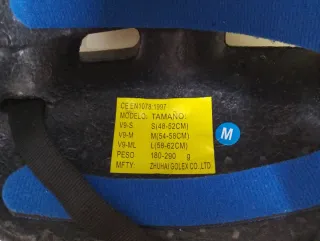 CE EN1078:1997
MODELO: TAMAÑO:
V9-S S(48-52CM)
V9-M M(54-58CM)
V9-ML L(58-62CM)
PESO 180-290 g
MFTY: ZHUHAI GOLEX CO.,LTD
M